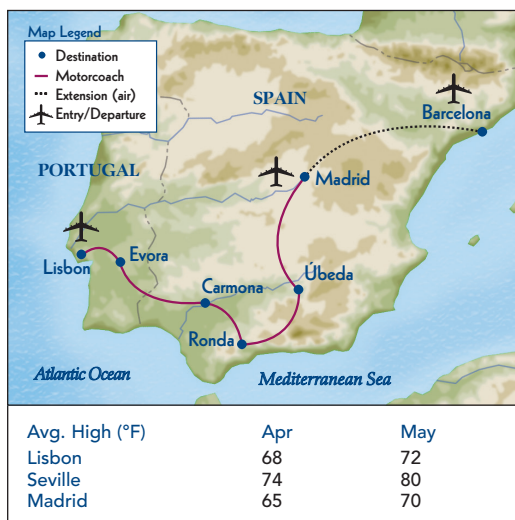 Map Legend
Destination
Motorcoach
Extension (air)
Entry/Departure
SPAIN
Barcelona
PORTUGAL
Madrid
Lisbon
Evora
Carmona
Úbeda
Ronda
Atlantic Ocean
Mediterranean Sea
Avg. High (°F) Apr May
Lisbon 68 72
Seville 74 80
Madrid 65 70